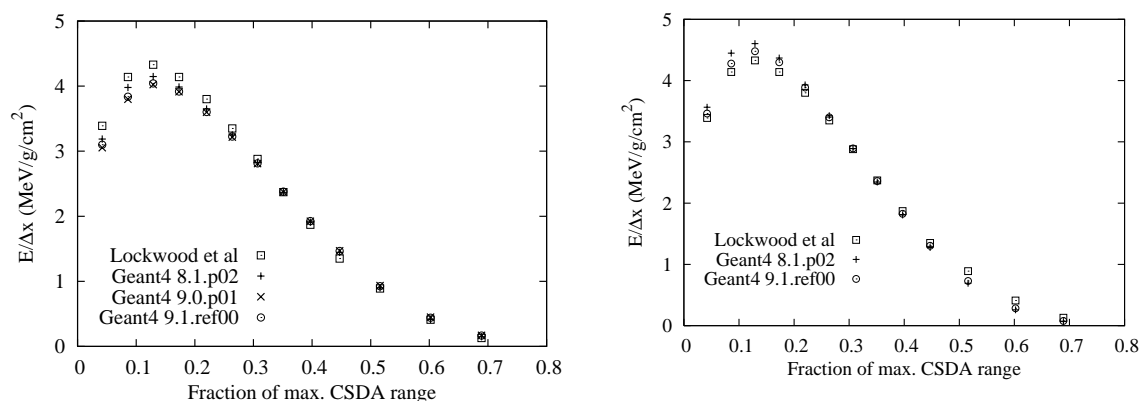 5
4
3
2
1
0
E/Δx (MeV/g/cm²)
Lockwood et al
Geant4 8.1.p02
Geant4 9.0.p01
Geant4 9.1.ref00
0 0.1 0.2 0.3 0.4 0.5 0.6 0.7 0.8
Fraction of max. CSDA range
5
4
3
2
1
0
E/Δx (MeV/g/cm²)
Lockwood et al
Geant4 8.1.p02
Geant4 9.1.ref00
0 0.1 0.2 0.3 0.4 0.5 0.6 0.7 0.8
Fraction of max. CSDA range